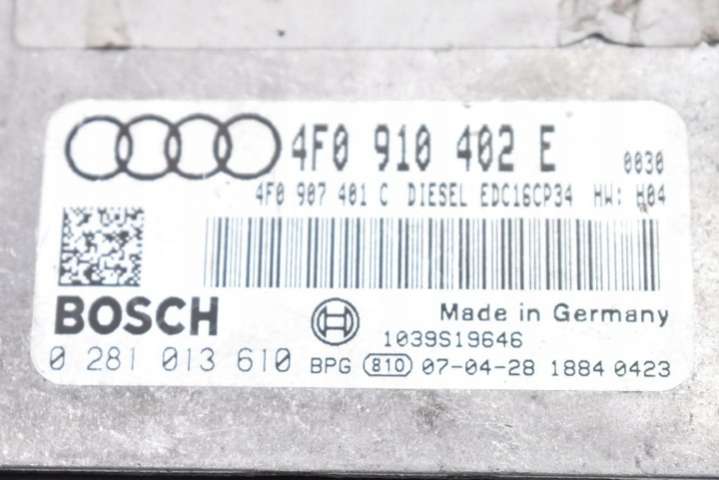 4F0 910 402 E 0030
4F0 907 401 C DIESEL EDC16CP34 HW: H04
BOSCH
Made in Germany
1039S19646
0 281 013 610 BPG 810 07-04-28 1884 0423